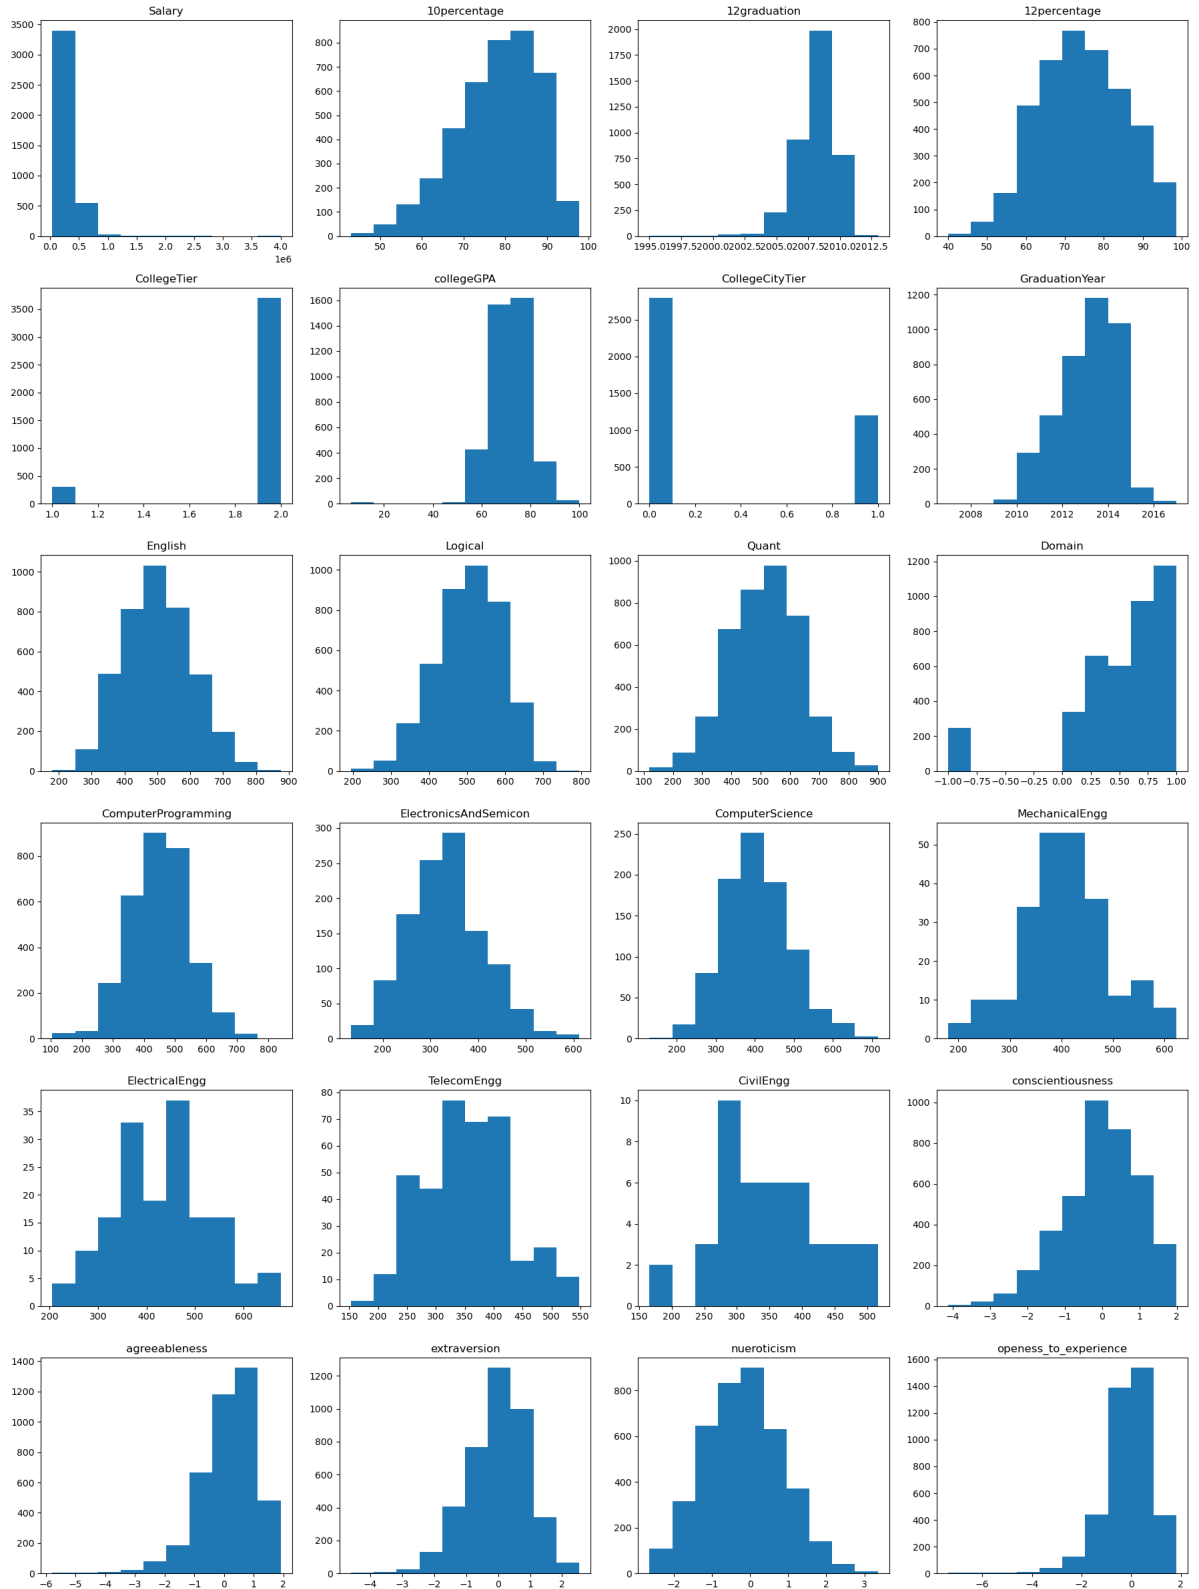 Salary 10percentage 12graduation 12percentage
3500 3000 2500 2000 1500 1000 500 0
0.0 0.5 1.0 1.5 2.0 2.5 3.0 3.5 4.0
1e6
800 700 600 500 400 300 200 100 0
50 60 70 80 90 100
2000 1750 1500 1250 1000 750 500 250 0
1995.0 1997.5 2000.0 2002.5 2005.0 2007.5 2010.0 2012.5
800 700 600 500 400 300 200 100 0
40 50 60 70 80 90 100
CollegeTier collegeGPA CollegeCityTier GraduationYear
3500 3000 2500 2000 1500 1000 500 0
1.0 1.2 1.4 1.6 1.8 2.0
1600 1400 1200 1000 800 600 400 200 0
20 40 60 80 100
2500 2000 1500 1000 500 0
0.0 0.2 0.4 0.6 0.8 1.0
1200 1000 800 600 400 200 0
2008 2010 2012 2014 2016
English Logical Quant Domain
1000 800 600 400 200 0
200 300 400 500 600 700 800 900
1000 800 600 400 200 0
200 300 400 500 600 700 800
1000 800 600 400 200 0
100 200 300 400 500 600 700 800 900
1200 1000 800 600 400 200 0
−1.00 −0.75 −0.50 −0.25 0.00 0.25 0.50 0.75 1.00
ComputerProgramming ElectronicsAndSemicon ComputerScience MechanicalEngg
800 600 400 200 0
100 200 300 400 500 600 700 800
300 250 200 150 100 50 0
200 300 400 500 600
250 200 150 100 50 0
200 300 400 500 600 700
50 40 30 20 10 0
200 300 400 500 600
ElectricalEngg TelecomEngg CivilEngg conscientiousness
35 30 25 20 15 10 5 0
200 300 400 500 600
80 70 60 50 40 30 20 10 0
150 200 250 300 350 400 450 500 550
10 8 6 4 2 0
150 200 250 300 350 400 450 500
1000 800 600 400 200 0
−4 −3 −2 −1 0 1 2
agreeableness extraversion nueroticism openess_to_experience
1400 1200 1000 800 600 400 200 0
−6 −5 −4 −3 −2 −1 0 1 2
1200 1000 800 600 400 200 0
−4 −3 −2 −1 0 1 2
800 600 400 200 0
−2 −1 0 1 2 3
1600 1400 1200 1000 800 600 400 200 0
−6 −4 −2 0 2